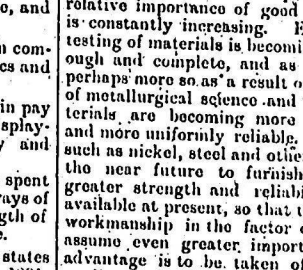 o, and
n com-
cs and
in pay
splay-
y and
spent
ays of
gth of
e.
states
relative importance of good
is constantly increasing.
testing of materials is becomi
ough and complete, and as
perhaps more so as a result o
of metallurgical science and
terials are becoming more
and more uniformly reliable.
such as nickel, steel and othe
the near future to furnish
greater strength and reliabi
available at present, so that t
workmanship in the factor o
assume even greater import
advantage is to be taken of